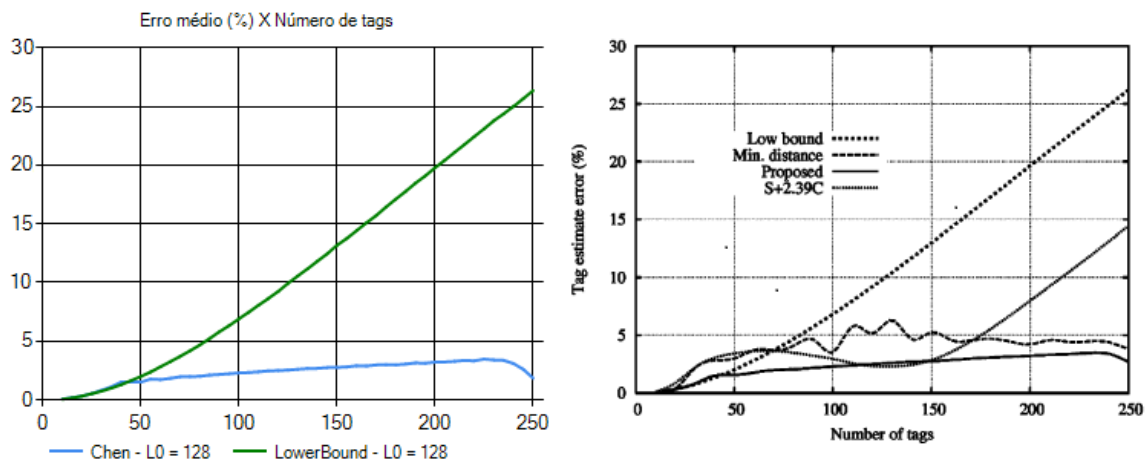 Erro médio (%) X Número de tags
30
25
20
15
10
5
0
0 50 100 150 200 250
Chen - L0 = 128 LowerBound - L0 = 128
30
25
20
15
10
5
0
Tag estimate error (%)
Low bound
Min. distance
Proposed
S+2.39C
0 50 100 150 200 250
Number of tags